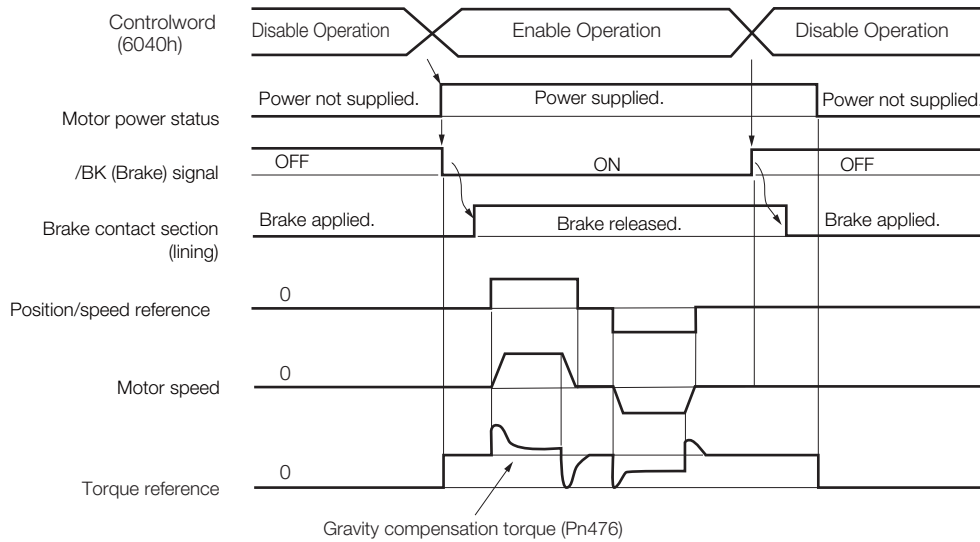 Controlword
(6040h)
Disable Operation
Enable Operation
Disable Operation
Motor power status
Power not supplied.
Power supplied.
Power not supplied.
/BK (Brake) signal
OFF
ON
OFF
Brake contact section
(lining)
Brake applied.
Brake released.
Brake applied.
Position/speed reference
0
Motor speed
0
Torque reference
0
Gravity compensation torque (Pn476)